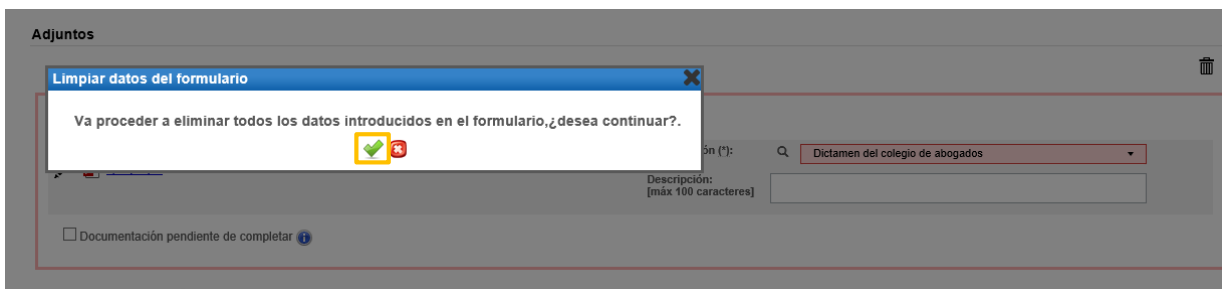 Adjuntos
Limpiar datos del formulario
Va proceder a eliminar todos los datos introducidos en el formulario,¿desea continuar?.
ón (*):
Dictamen del colegio de abogados
Descripción:
[máx 100 caracteres]
Documentación pendiente de completar